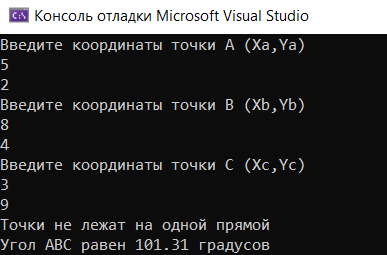 Консоль отладки Microsoft Visual Studio
Введите координаты точки A (Xa,Ya)
5
2
Введите координаты точки B (Xb,Yb)
8
4
Введите координаты точки C (Xc,Yc)
3
9
Точки не лежат на одной прямой
Угол ABC равен 101.31 градусов